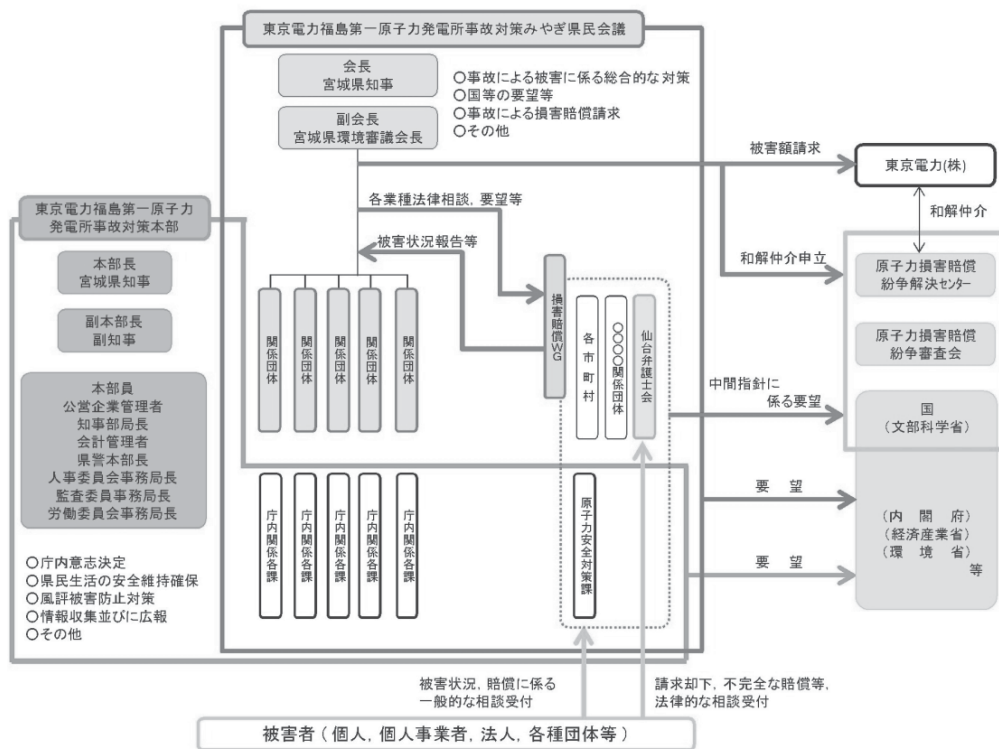 東京電力福島第一原子力発電所事故対策みやぎ県民会議
会長
宮城県知事
副会長
宮城県環境審議会長
○事故による被害に係る総合的な対策
○国等の要望等
○事故による損害賠償請求
○その他
被害額請求
東京電力(株)
各業種法律相談，要望等
被害状況報告等
和解仲介
和解仲介申立
原子力損害賠償
紛争解決センター
原子力損害賠償
紛争審査会
東京電力福島第一原子力
発電所事故対策本部
本部長
宮城県知事
副本部長
副知事
本部員
公営企業管理者
知事部局長
会計管理者
県警本部長
人事委員会事務局長
監査委員事務局長
労働委員会事務局長
○庁内意志決定
○県民生活の安全維持確保
○風評被害防止対策
○情報収集並びに広報
○その他
関係団体
関係団体
関係団体
関係団体
関係団体
損害賠償WG
各市町村
○○○○関係団体
仙台弁護士会
中間指針に
係る要望
国
(文部科学省)
庁内関係各課
庁内関係各課
庁内関係各課
庁内関係各課
庁内関係各課
原子力安全対策課
要　望
要　望
(内　閣　府)
(経済産業省)
(環　境　省)
等
被害状況，賠償に係る
一般的な相談受付
請求却下，不完全な賠償等，
法律的な相談受付
被害者（個人，個人事業者，法人，各種団体等）